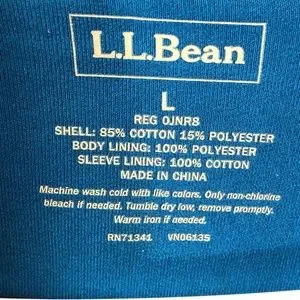 L.L.Bean
L
REG 0JNR8
SHELL: 85% COTTON 15% POLYESTER
BODY LINING: 100% POLYESTER
SLEEVE LINING: 100% COTTON
MADE IN CHINA
Machine wash cold with like colors. Only non-chlorine
bleach if needed. Tumble dry low, remove promptly.
Warm iron if needed.
RN71341 VN06135